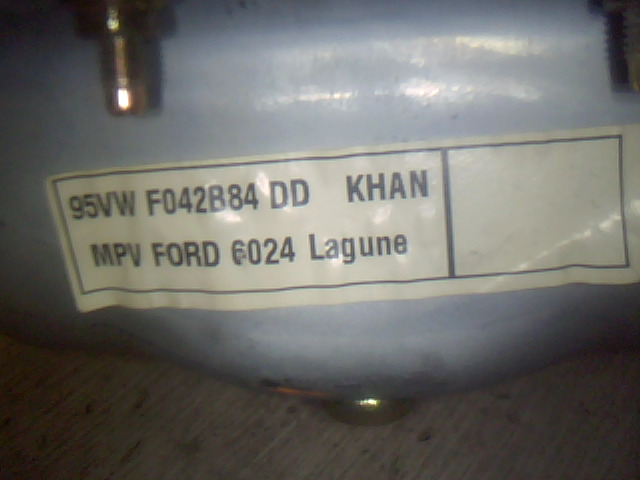 95VW F042B84 DD KHAN
MPV FORD 6024 Lagune